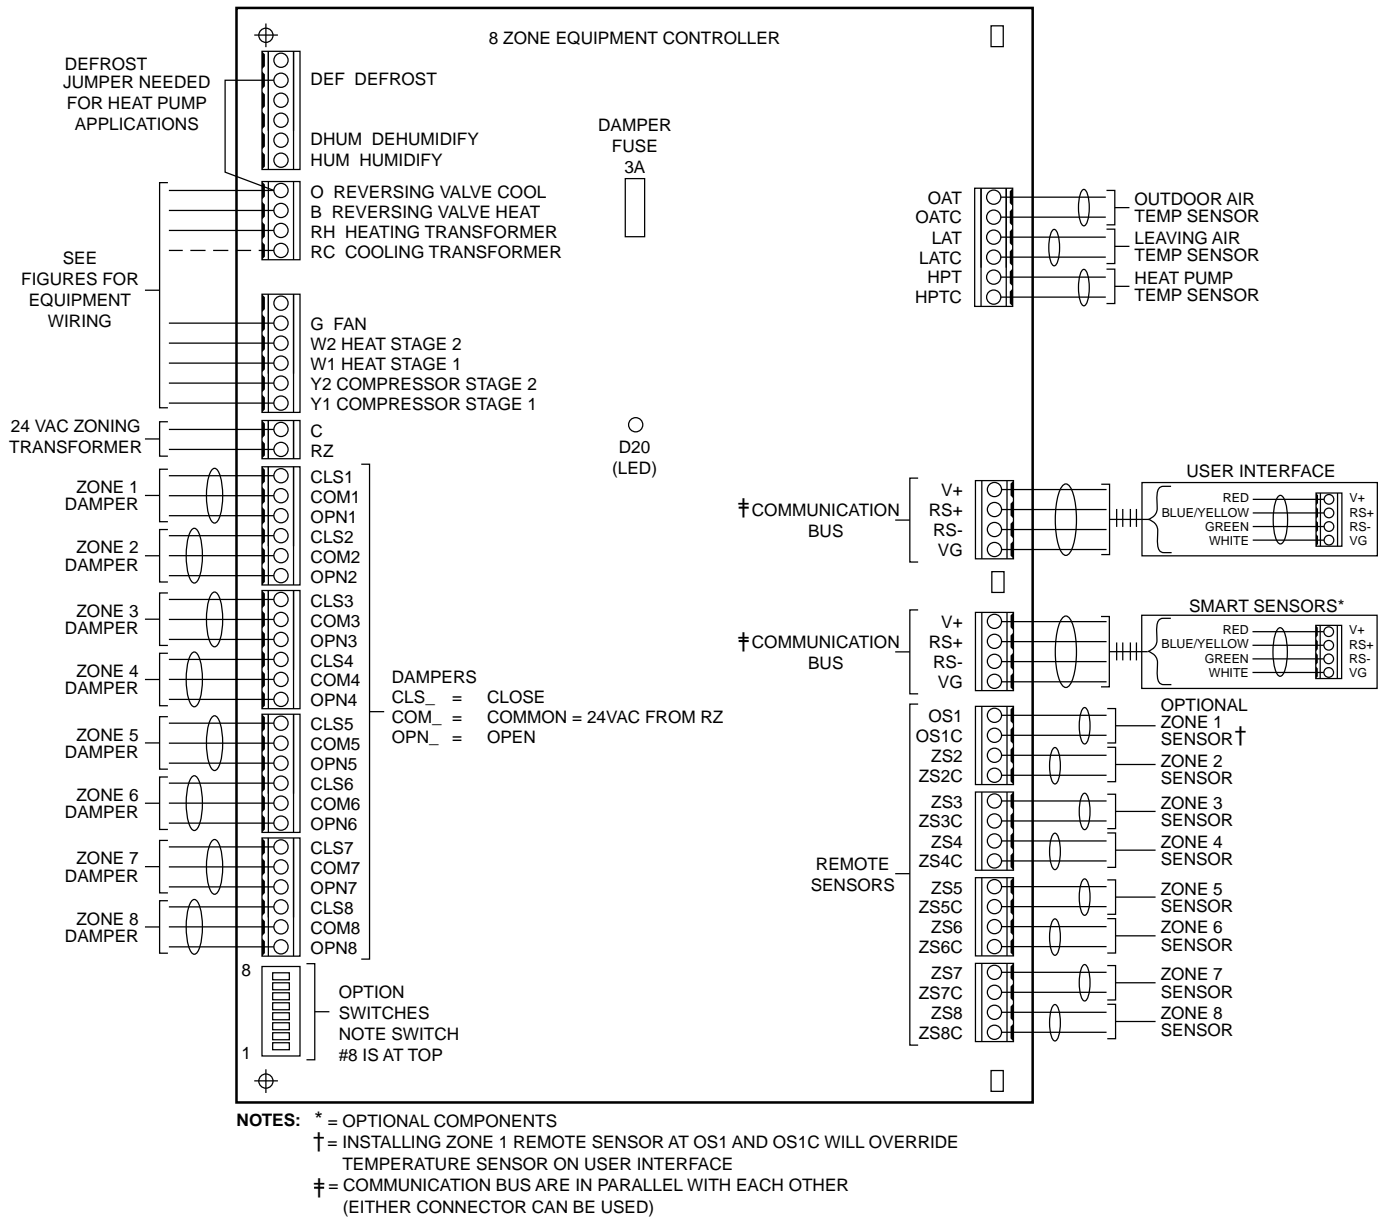 8 ZONE EQUIPMENT CONTROLLER
DEFROST
JUMPER NEEDED
FOR HEAT PUMP
APPLICATIONS
DEF DEFROST
DHUM DEHUMIDIFY
HUM HUMIDIFY
DAMPER
FUSE
3A
O REVERSING VALVE COOL
B REVERSING VALVE HEAT
RH HEATING TRANSFORMER
RC COOLING TRANSFORMER
SEE
FIGURES FOR
EQUIPMENT
WIRING
G FAN
W2 HEAT STAGE 2
W1 HEAT STAGE 1
Y2 COMPRESSOR STAGE 2
Y1 COMPRESSOR STAGE 1
24 VAC ZONING
TRANSFORMER
C
RZ
D20
(LED)
ZONE 1
DAMPER
CLS1
COM1
OPN1
ZONE 2
DAMPER
CLS2
COM2
OPN2
ZONE 3
DAMPER
CLS3
COM3
OPN3
ZONE 4
DAMPER
CLS4
COM4
OPN4
ZONE 5
DAMPER
CLS5
COM5
OPN5
ZONE 6
DAMPER
CLS6
COM6
OPN6
ZONE 7
DAMPER
CLS7
COM7
OPN7
ZONE 8
DAMPER
CLS8
COM8
OPN8
DAMPERS
CLS_ = CLOSE
COM_ = COMMON = 24VAC FROM RZ
OPN_ = OPEN
8
1
OPTION
SWITCHES
NOTE SWITCH
#8 IS AT TOP
OAT
OATC
LAT
LATC
HPT
HPTC
OUTDOOR AIR
TEMP SENSOR
LEAVING AIR
TEMP SENSOR
HEAT PUMP
TEMP SENSOR
‡COMMUNICATION
BUS
V+
RS+
RS-
VG
USER INTERFACE
RED V+
BLUE/YELLOW RS+
GREEN RS-
WHITE VG
‡COMMUNICATION
BUS
V+
RS+
RS-
VG
SMART SENSORS*
RED V+
BLUE/YELLOW RS+
GREEN RS-
WHITE VG
REMOTE
SENSORS
OS1
OS1C
ZS2
ZS2C
ZS3
ZS3C
ZS4
ZS4C
ZS5
ZS5C
ZS6
ZS6C
ZS7
ZS7C
ZS8
ZS8C
OPTIONAL
ZONE 1
SENSOR†
ZONE 2
SENSOR
ZONE 3
SENSOR
ZONE 4
SENSOR
ZONE 5
SENSOR
ZONE 6
SENSOR
ZONE 7
SENSOR
ZONE 8
SENSOR
NOTES: * = OPTIONAL COMPONENTS
† = INSTALLING ZONE 1 REMOTE SENSOR AT OS1 AND OS1C WILL OVERRIDE
TEMPERATURE SENSOR ON USER INTERFACE
‡ = COMMUNICATION BUS ARE IN PARALLEL WITH EACH OTHER
(EITHER CONNECTOR CAN BE USED)